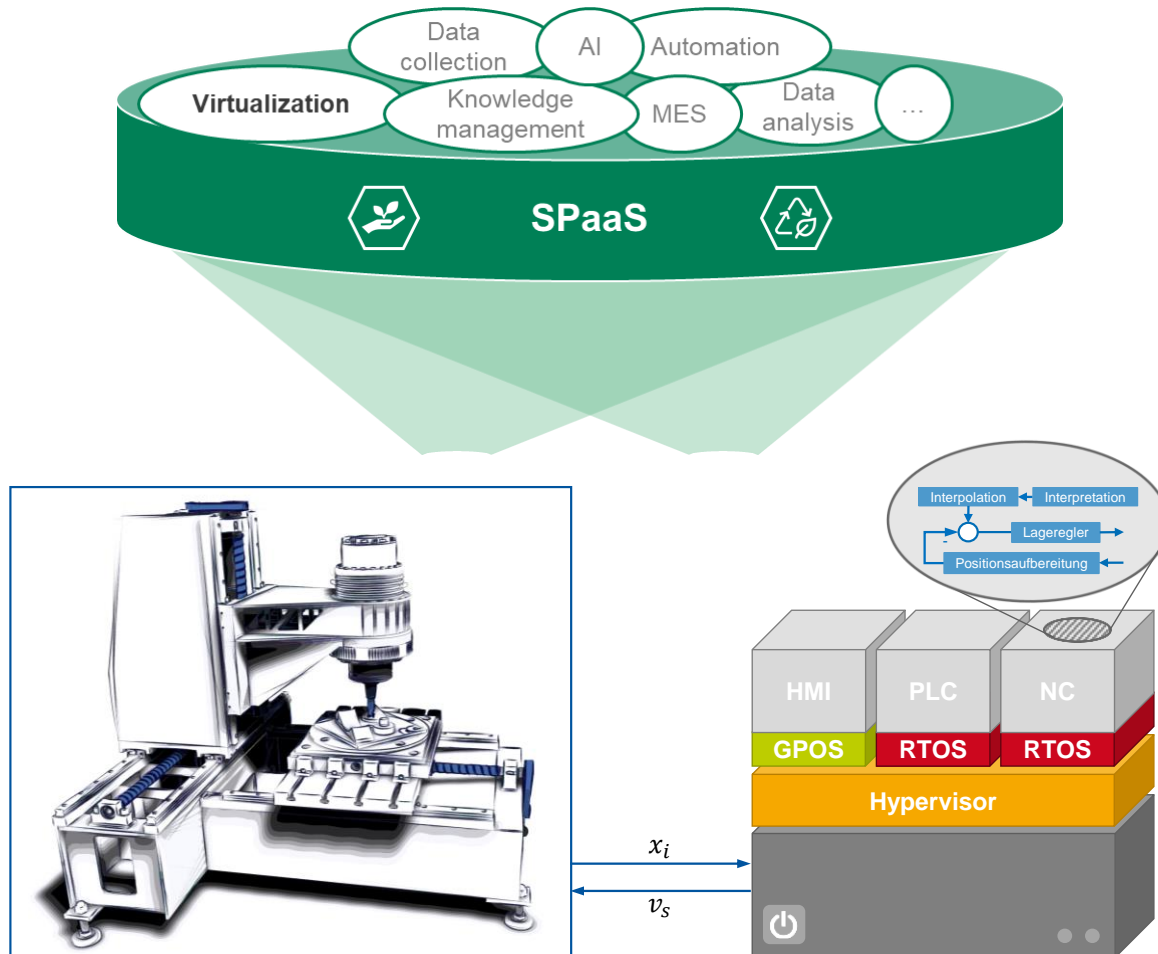 Data
collection
AI
Automation
Virtualization
Knowledge
management
MES
Data
analysis
...
SPaaS
Interpolation
Interpretation
-
Lageregler
Positionsaufbereitung
HMI
PLC
NC
GPOS
RTOS
RTOS
Hypervisor
x_i
v_s